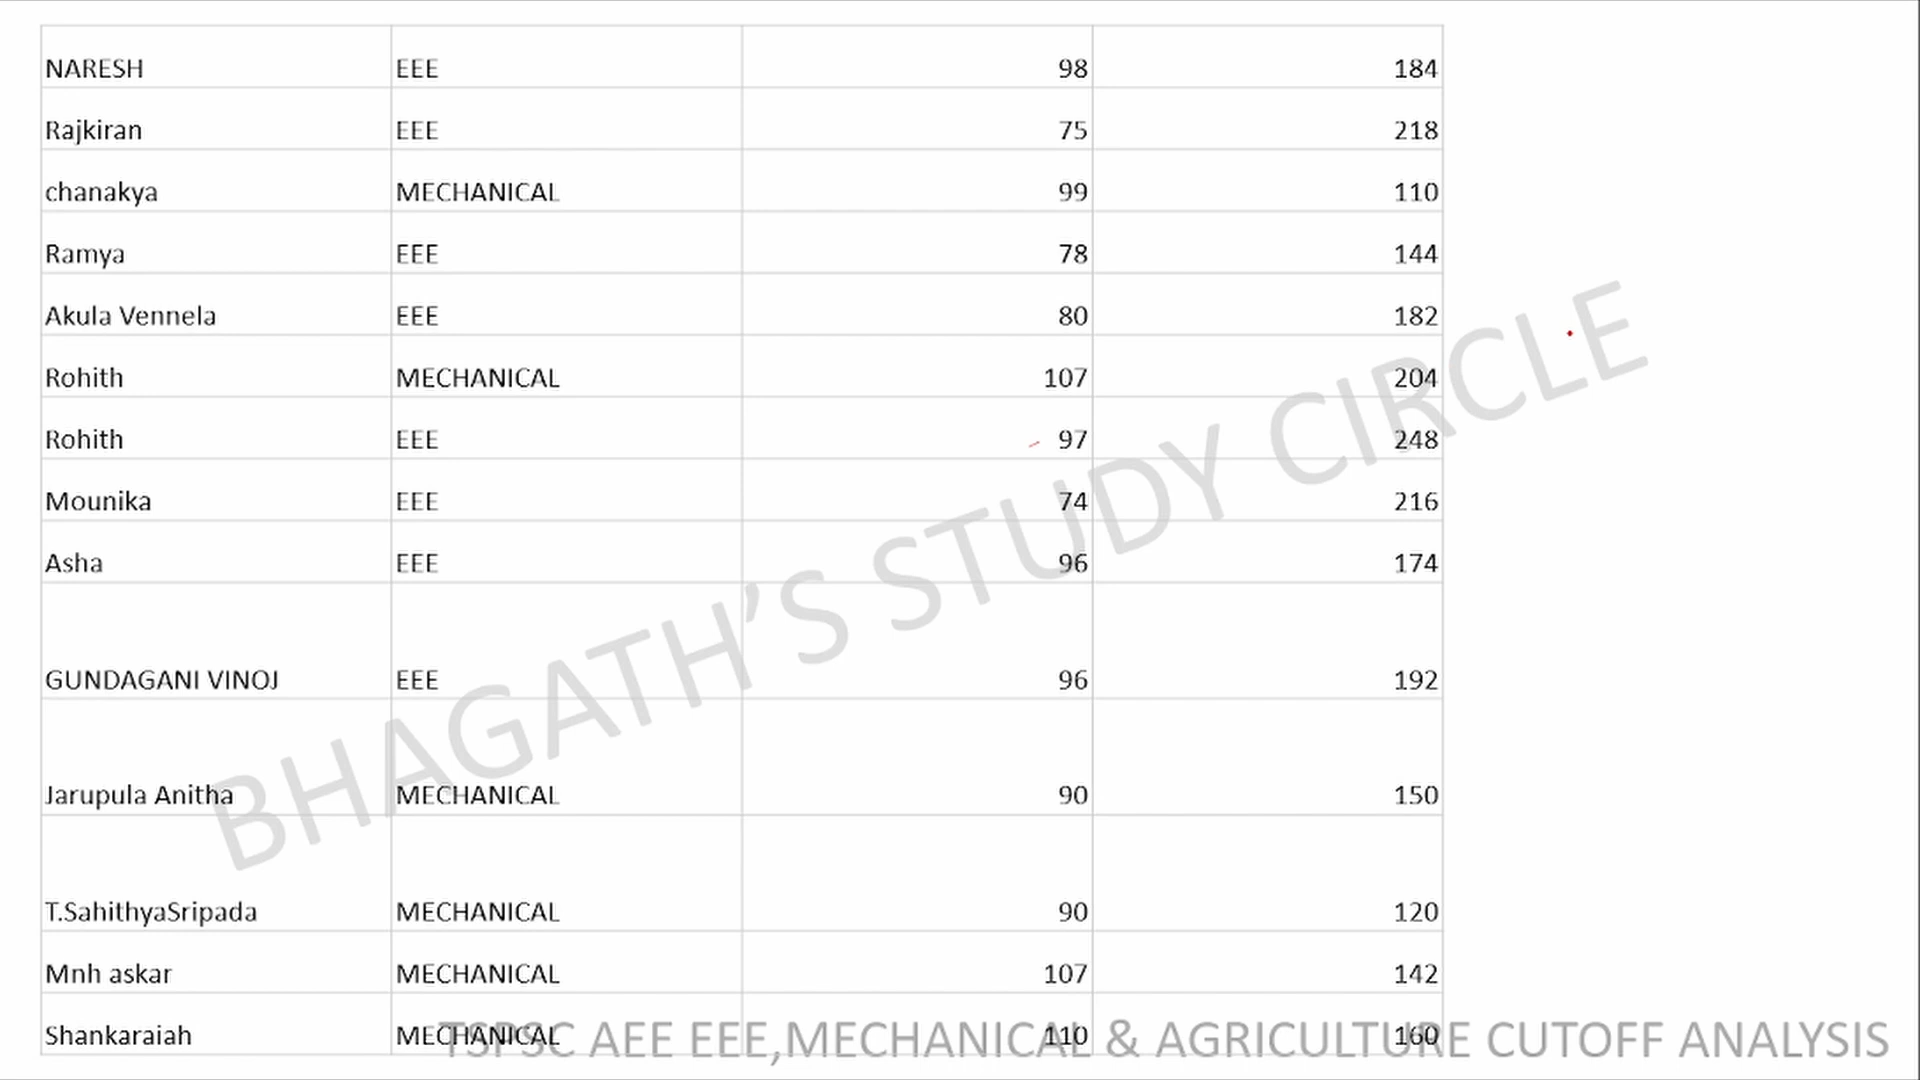 NARESH EEE 98 184
Rajkiran EEE 75 218
chanakya MECHANICAL 99 110
Ramya EEE 78 144
Akula Vennela EEE 80 182
Rohith MECHANICAL 107 204
Rohith EEE 97 248
Mounika EEE 74 216
Asha EEE 96 174
GUNDAGANI VINOJ EEE 96 192
Jarupula Anitha MECHANICAL 90 150
T.SahithyaSripada MECHANICAL 90 120
Mnh askar MECHANICAL 107 142
Shankaraiah MECHANICAL 110 160
BHAGATH'S STUDY CIRCLE
TSPSC AEE EEE,MECHANICAL & AGRICULTURE CUTOFF ANALYSIS